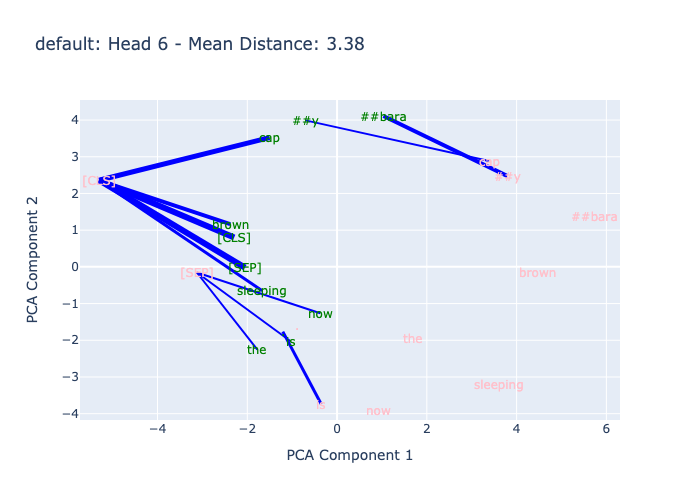 default: Head 6 - Mean Distance: 3.38
PCA Component 2
4
3
2
1
0
−1
−2
−3
−4
##y
##bara
cap
cap
##y
[CLS]
##bara
brown
[CLS]
[SEP]
[SEP]
brown
sleeping
now
.
the
is
the
sleeping
is
now
−4
−2
0
2
4
6
PCA Component 1